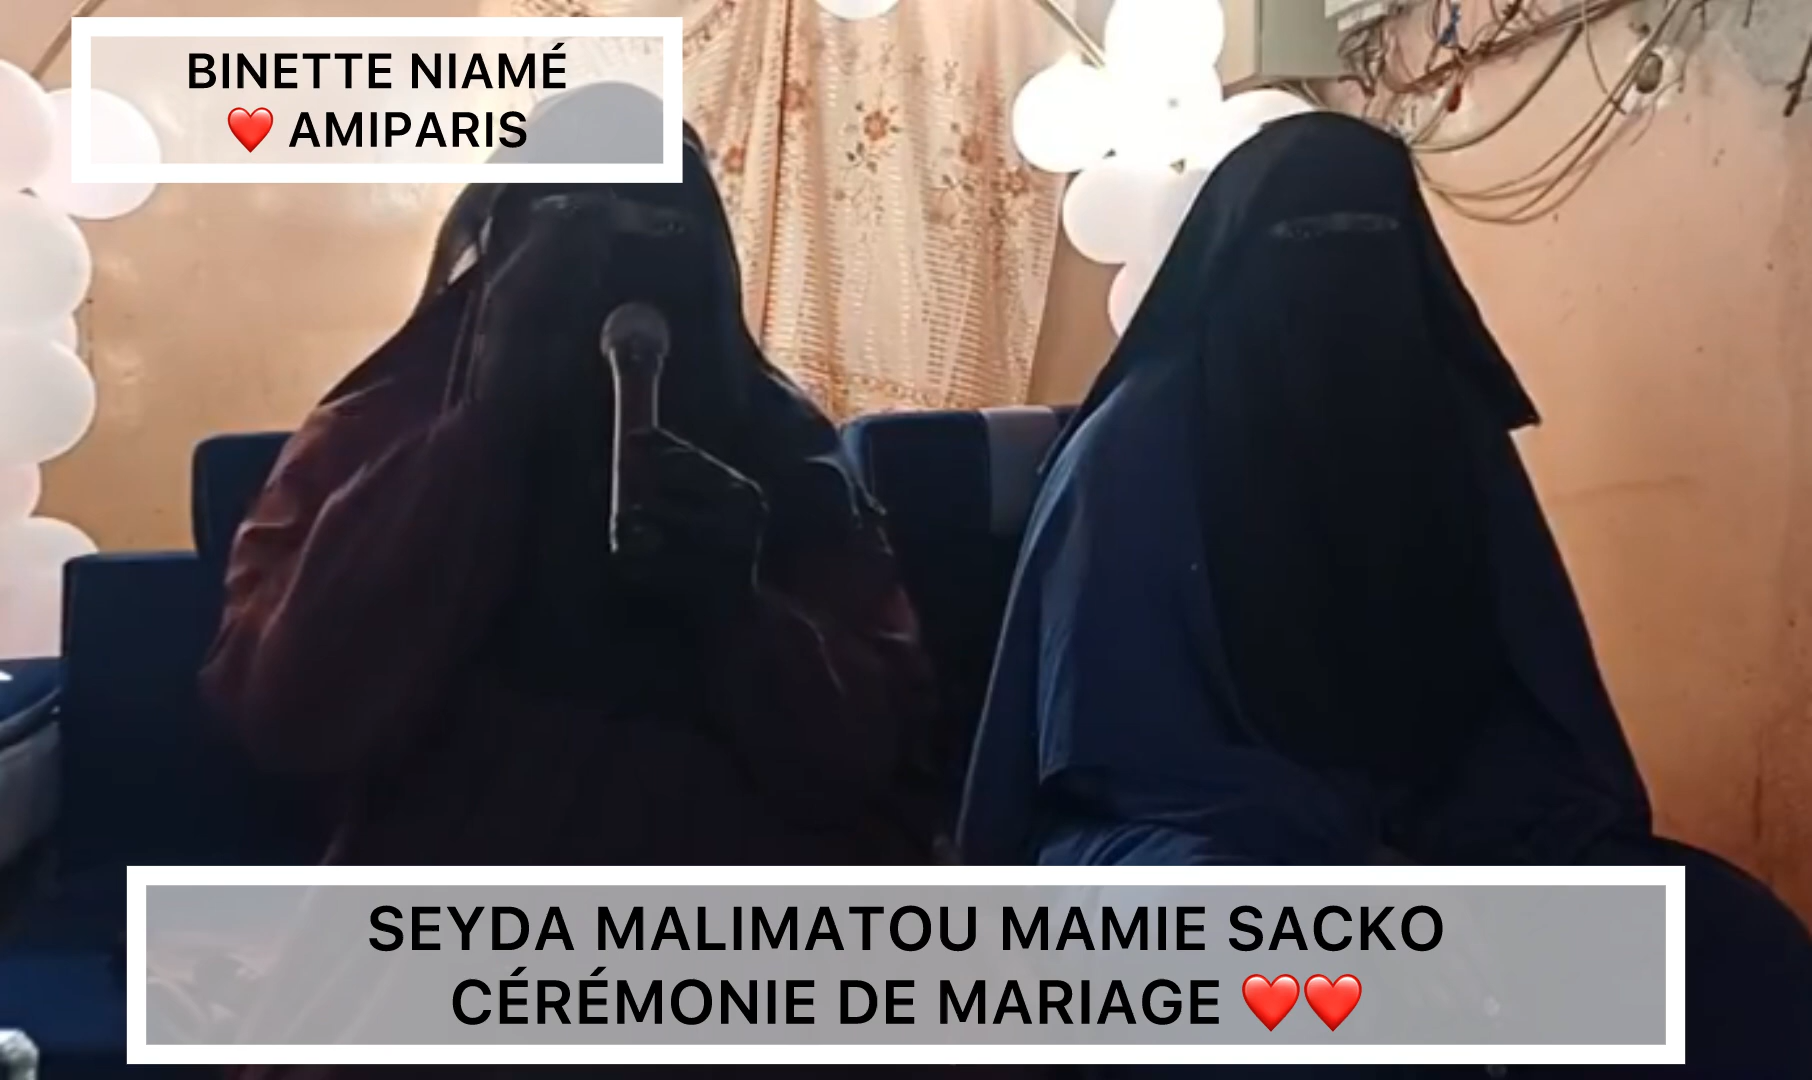 BINETTE NIAMÉ
❤️ AMIPARIS
SEYDA MALIMATOU MAMIE SACKO
CÉRÉMONIE DE MARIAGE ❤️❤️